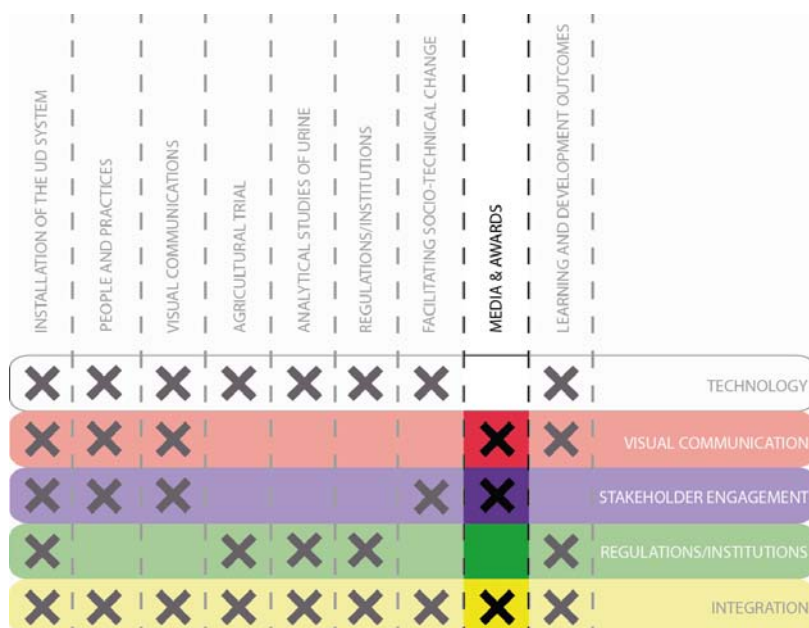 INSTALLATION OF THE UD SYSTEM
PEOPLE AND PRACTICES
VISUAL COMMUNICATIONS
AGRICULTURAL TRIAL
ANALYTICAL STUDIES OF URINE
REGULATIONS/INSTITUTIONS
FACILITATING SOCIO-TECHNICAL CHANGE
MEDIA & AWARDS
LEARNING AND DEVELOPMENT OUTCOMES
TECHNOLOGY
VISUAL COMMUNICATION
STAKEHOLDER ENGAGEMENT
REGULATIONS/INSTITUTIONS
INTEGRATION